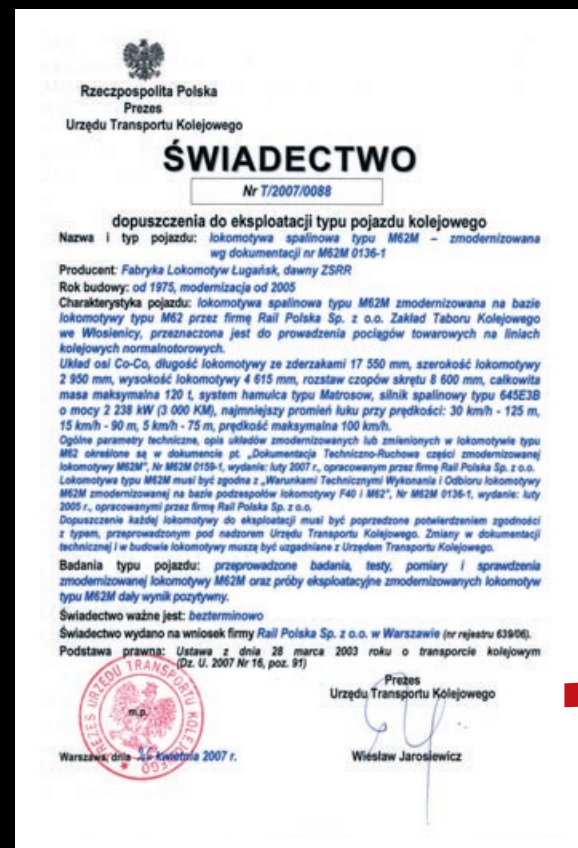 Rzeczpospolita Polska
Prezes
Urzędu Transportu Kolejowego
ŚWIADECTWO
Nr T/2007/0088
dopuszczenia do eksploatacji typu pojazdu kolejowego
Nazwa i typ pojazdu: lokomotywa spalinowa typu M62M – zmodernizowana
wg dokumentacji nr M62M 0136-1
Producent: Fabryka Lokomotyw Ługańsk, dawny ZSRR
Rok budowy: od 1975, modernizacja od 2005
Charakterystyka pojazdu: lokomotywa spalinowa typu M62M zmodernizowana na bazie
lokomotywy typu M62 przez firmę Rail Polska Sp. z o.o. Zakład Taboru Kolejowego
we Włosienicy, przeznaczona jest do prowadzenia pociągów towarowych na liniach
kolejowych normalnotorowych.
Układ osi Co-Co, długość lokomotywy ze zderzakami 17 550 mm, szerokość lokomotywy
2 950 mm, wysokość lokomotywy 4 615 mm, rozstaw czopów skrętu 8 600 mm, całkowita
masa maksymalna 120 t, system hamulca typu Matrosow, silnik spalinowy typu 645E3B
o mocy 2 238 kW (3 000 KM), najmniejszy promień łuku przy prędkości: 30 km/h - 125 m,
15 km/h - 90 m, 5 km/h - 75 m, prędkość maksymalna 100 km/h.
Ogólne parametry techniczne, opis układów zmodernizowanych lub zmienionych w lokomotywie typu
M62 określone są w dokumencie pt. „Dokumentacja Techniczno-Ruchowa części zmodernizowanej
lokomotywy M62M", Nr M62M 0159-1, wydanie: luty 2007 r., opracowanym przez firmę Rail Polska Sp. z o.o.
Lokomotywa typu M62M musi być zgodna z „Warunkami Technicznymi Wykonania i Odbioru lokomotywy
M62M zmodernizowanej na bazie podzespołów lokomotywy F40 i M62", Nr M62M 0136-1, wydanie: luty
2005 r., opracowanymi przez firmę Rail Polska Sp. z o.o.
Dopuszczenie każdej lokomotywy do eksploatacji musi być poprzedzone potwierdzeniem zgodności
z typem, przeprowadzonym pod nadzorem Urzędu Transportu Kolejowego. Zmiany w dokumentacji
technicznej i w budowie lokomotywy muszą być uzgadniane z Urzędem Transportu Kolejowego.
Badania typu pojazdu: przeprowadzone badania, testy, pomiary i sprawdzenia
zmodernizowanej lokomotywy M62M oraz próby eksploatacyjne zmodernizowanych lokomotyw
typu M62M dały wynik pozytywny.
Świadectwo ważne jest: bezterminowo
Świadectwo wydano na wniosek firmy Rail Polska Sp. z o.o. w Warszawie (nr rejestru 639/06).
Podstawa prawna: Ustawa z dnia 28 marca 2003 roku o transporcie kolejowym
(Dz. U. 2007 Nr 16, poz. 91)
Prezes
Urzędu Transportu Kolejowego
PREZES URZĘDU TRANSPORTU KOLEJOWEGO
m.p.
Warszawa, dnia kwietnia 2007 r.
Wiesław Jarosiewicz